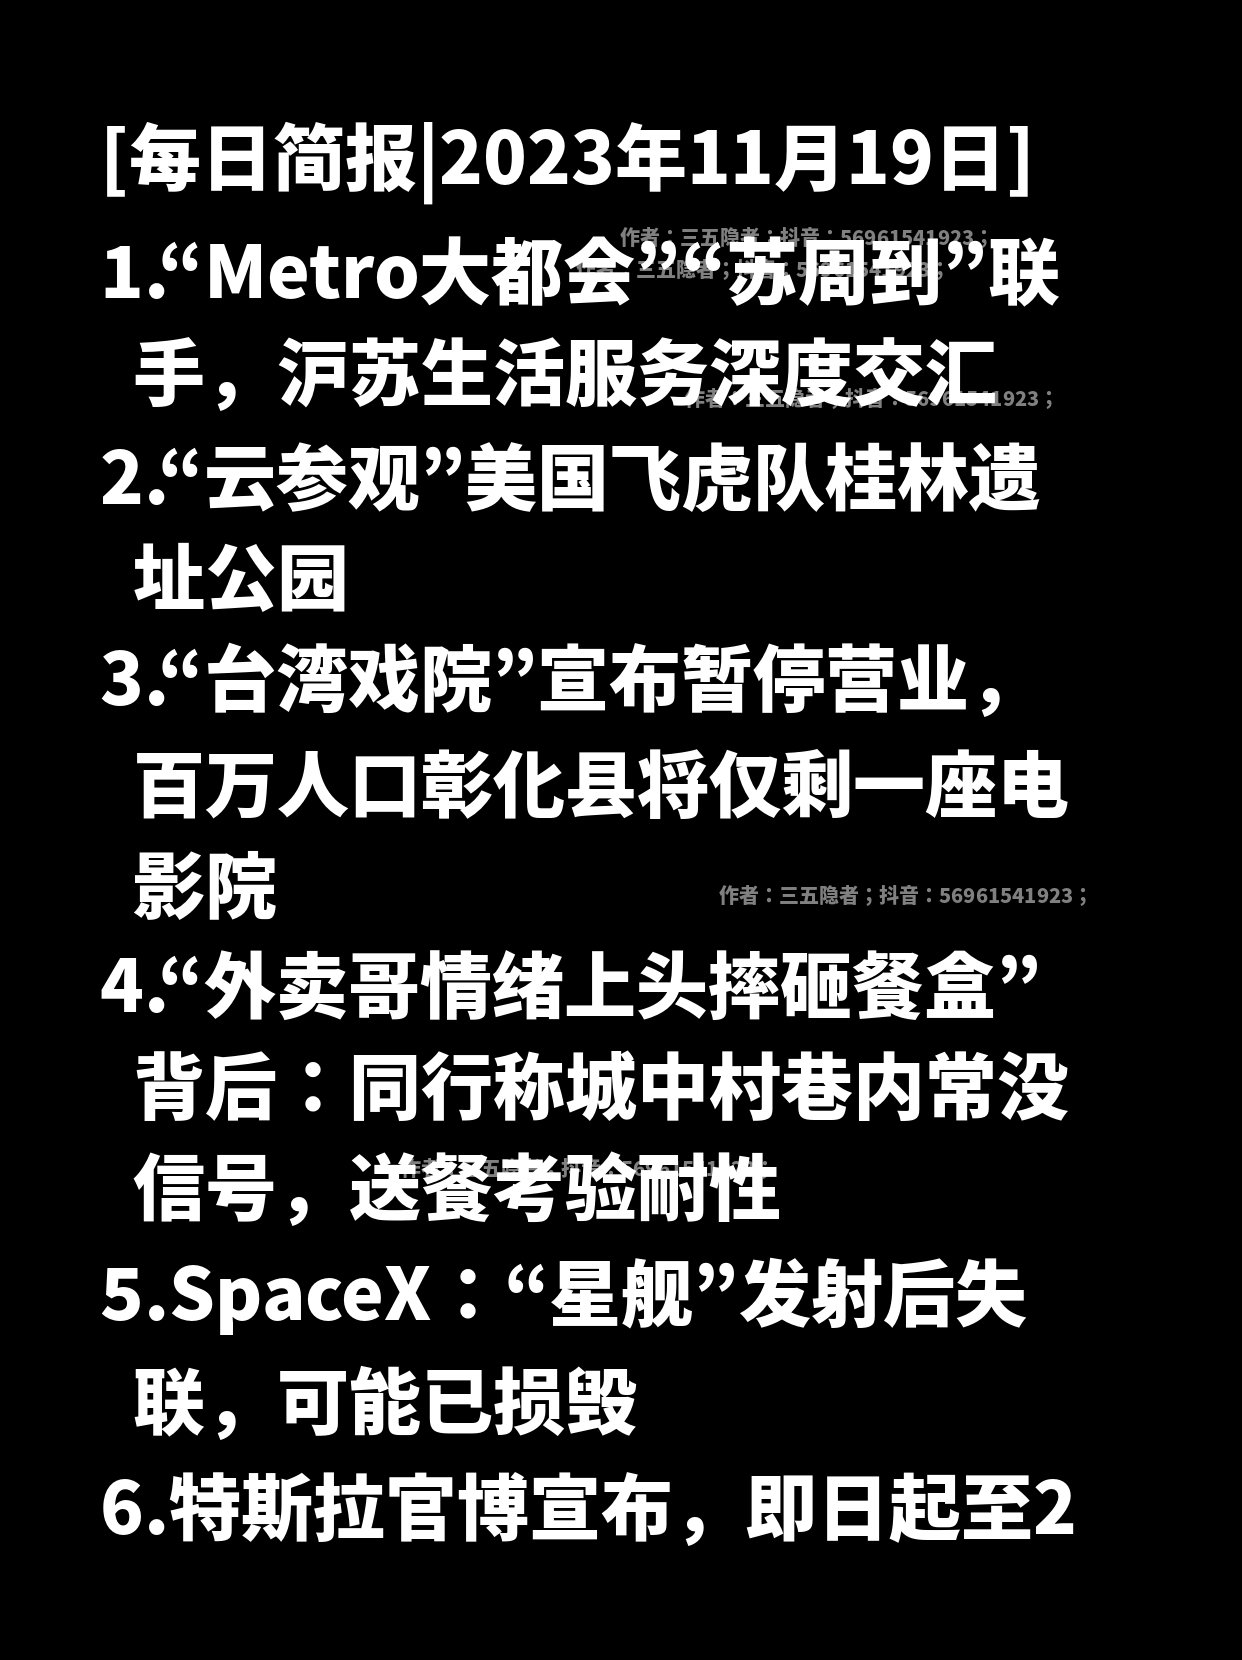 [每日简报|2023年11月19日]
作者：三五隐者；抖音：56961541923；
1.“Metro大都会”“苏周到”联
手，沪苏生活服务深度交汇
作者：三五隐者；抖音：56961541923；
2.“云参观”美国飞虎队桂林遗
址公园
3.“台湾戏院”宣布暂停营业，
百万人口彰化县将仅剩一座电
影院
作者：三五隐者；抖音：56961541923；
4.“外卖哥情绪上头摔砸餐盒”
背后：同行称城中村巷内常没
信号，送餐考验耐性
5.SpaceX：“星舰”发射后失
联，可能已损毁
6.特斯拉官博宣布，即日起至2